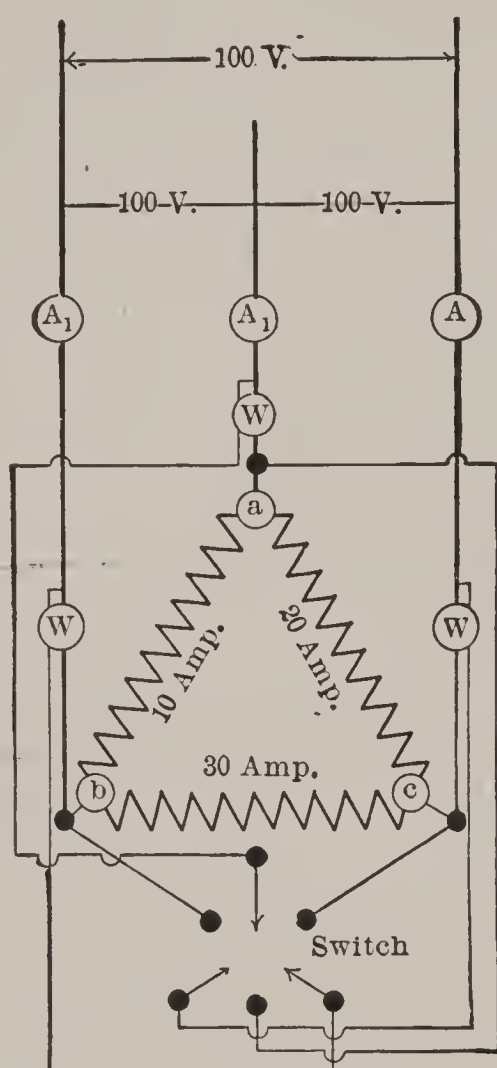 100 V.
100 V.
100 V.
A₁ A₁ A
W
a
W W
10 Amp.
20 Amp.
30 Amp.
b c
Switch